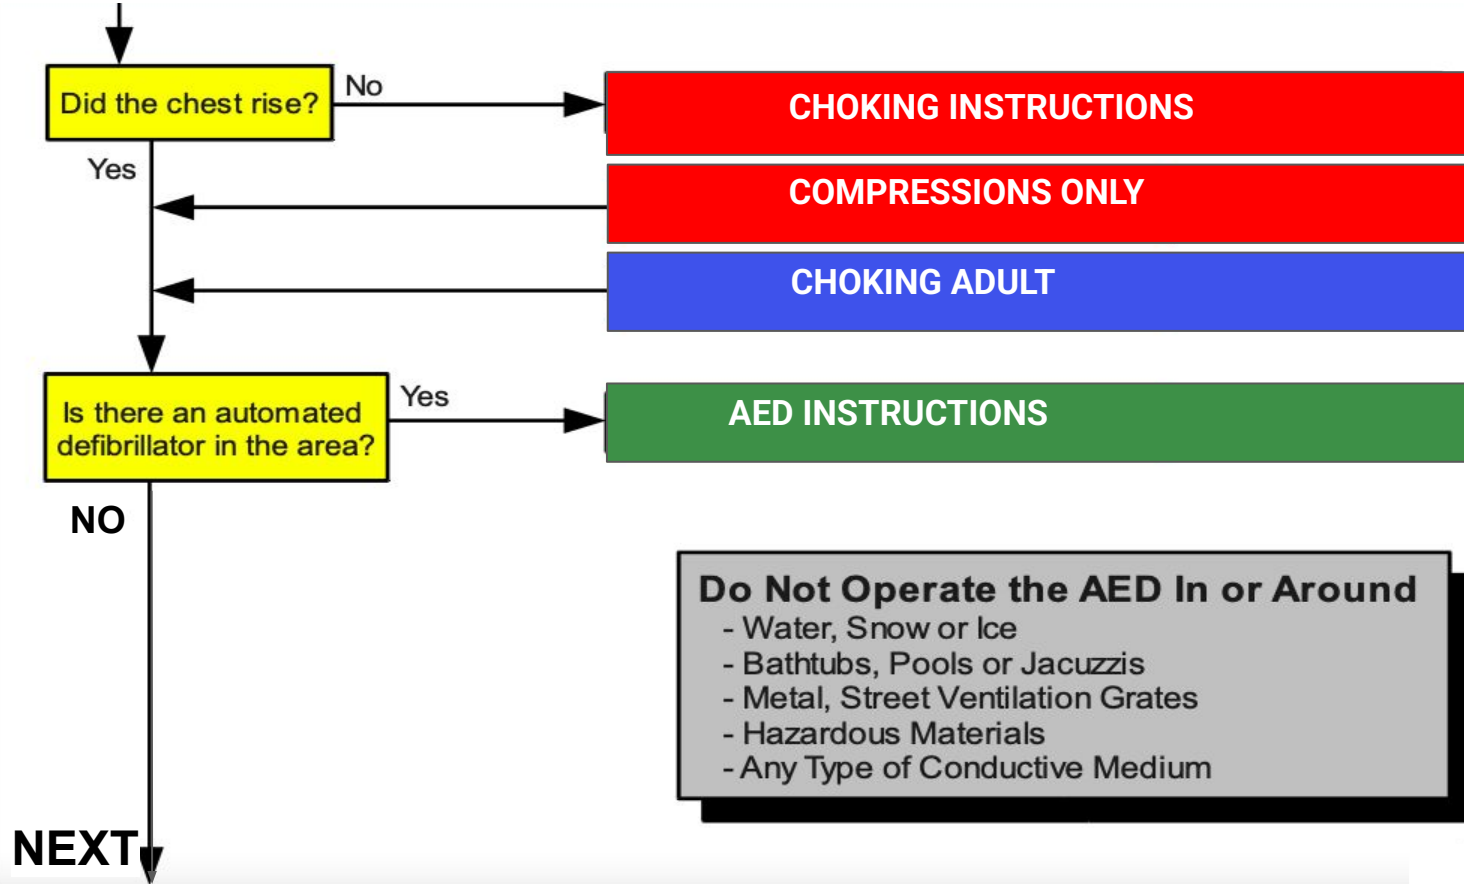 Did the chest rise?
No
CHOKING INSTRUCTIONS
Yes
COMPRESSIONS ONLY
CHOKING ADULT
Is there an automated
defibrillator in the area?
Yes
AED INSTRUCTIONS
NO
Do Not Operate the AED In or Around
- Water, Snow or Ice
- Bathtubs, Pools or Jacuzzis
- Metal, Street Ventilation Grates
- Hazardous Materials
- Any Type of Conductive Medium
NEXT